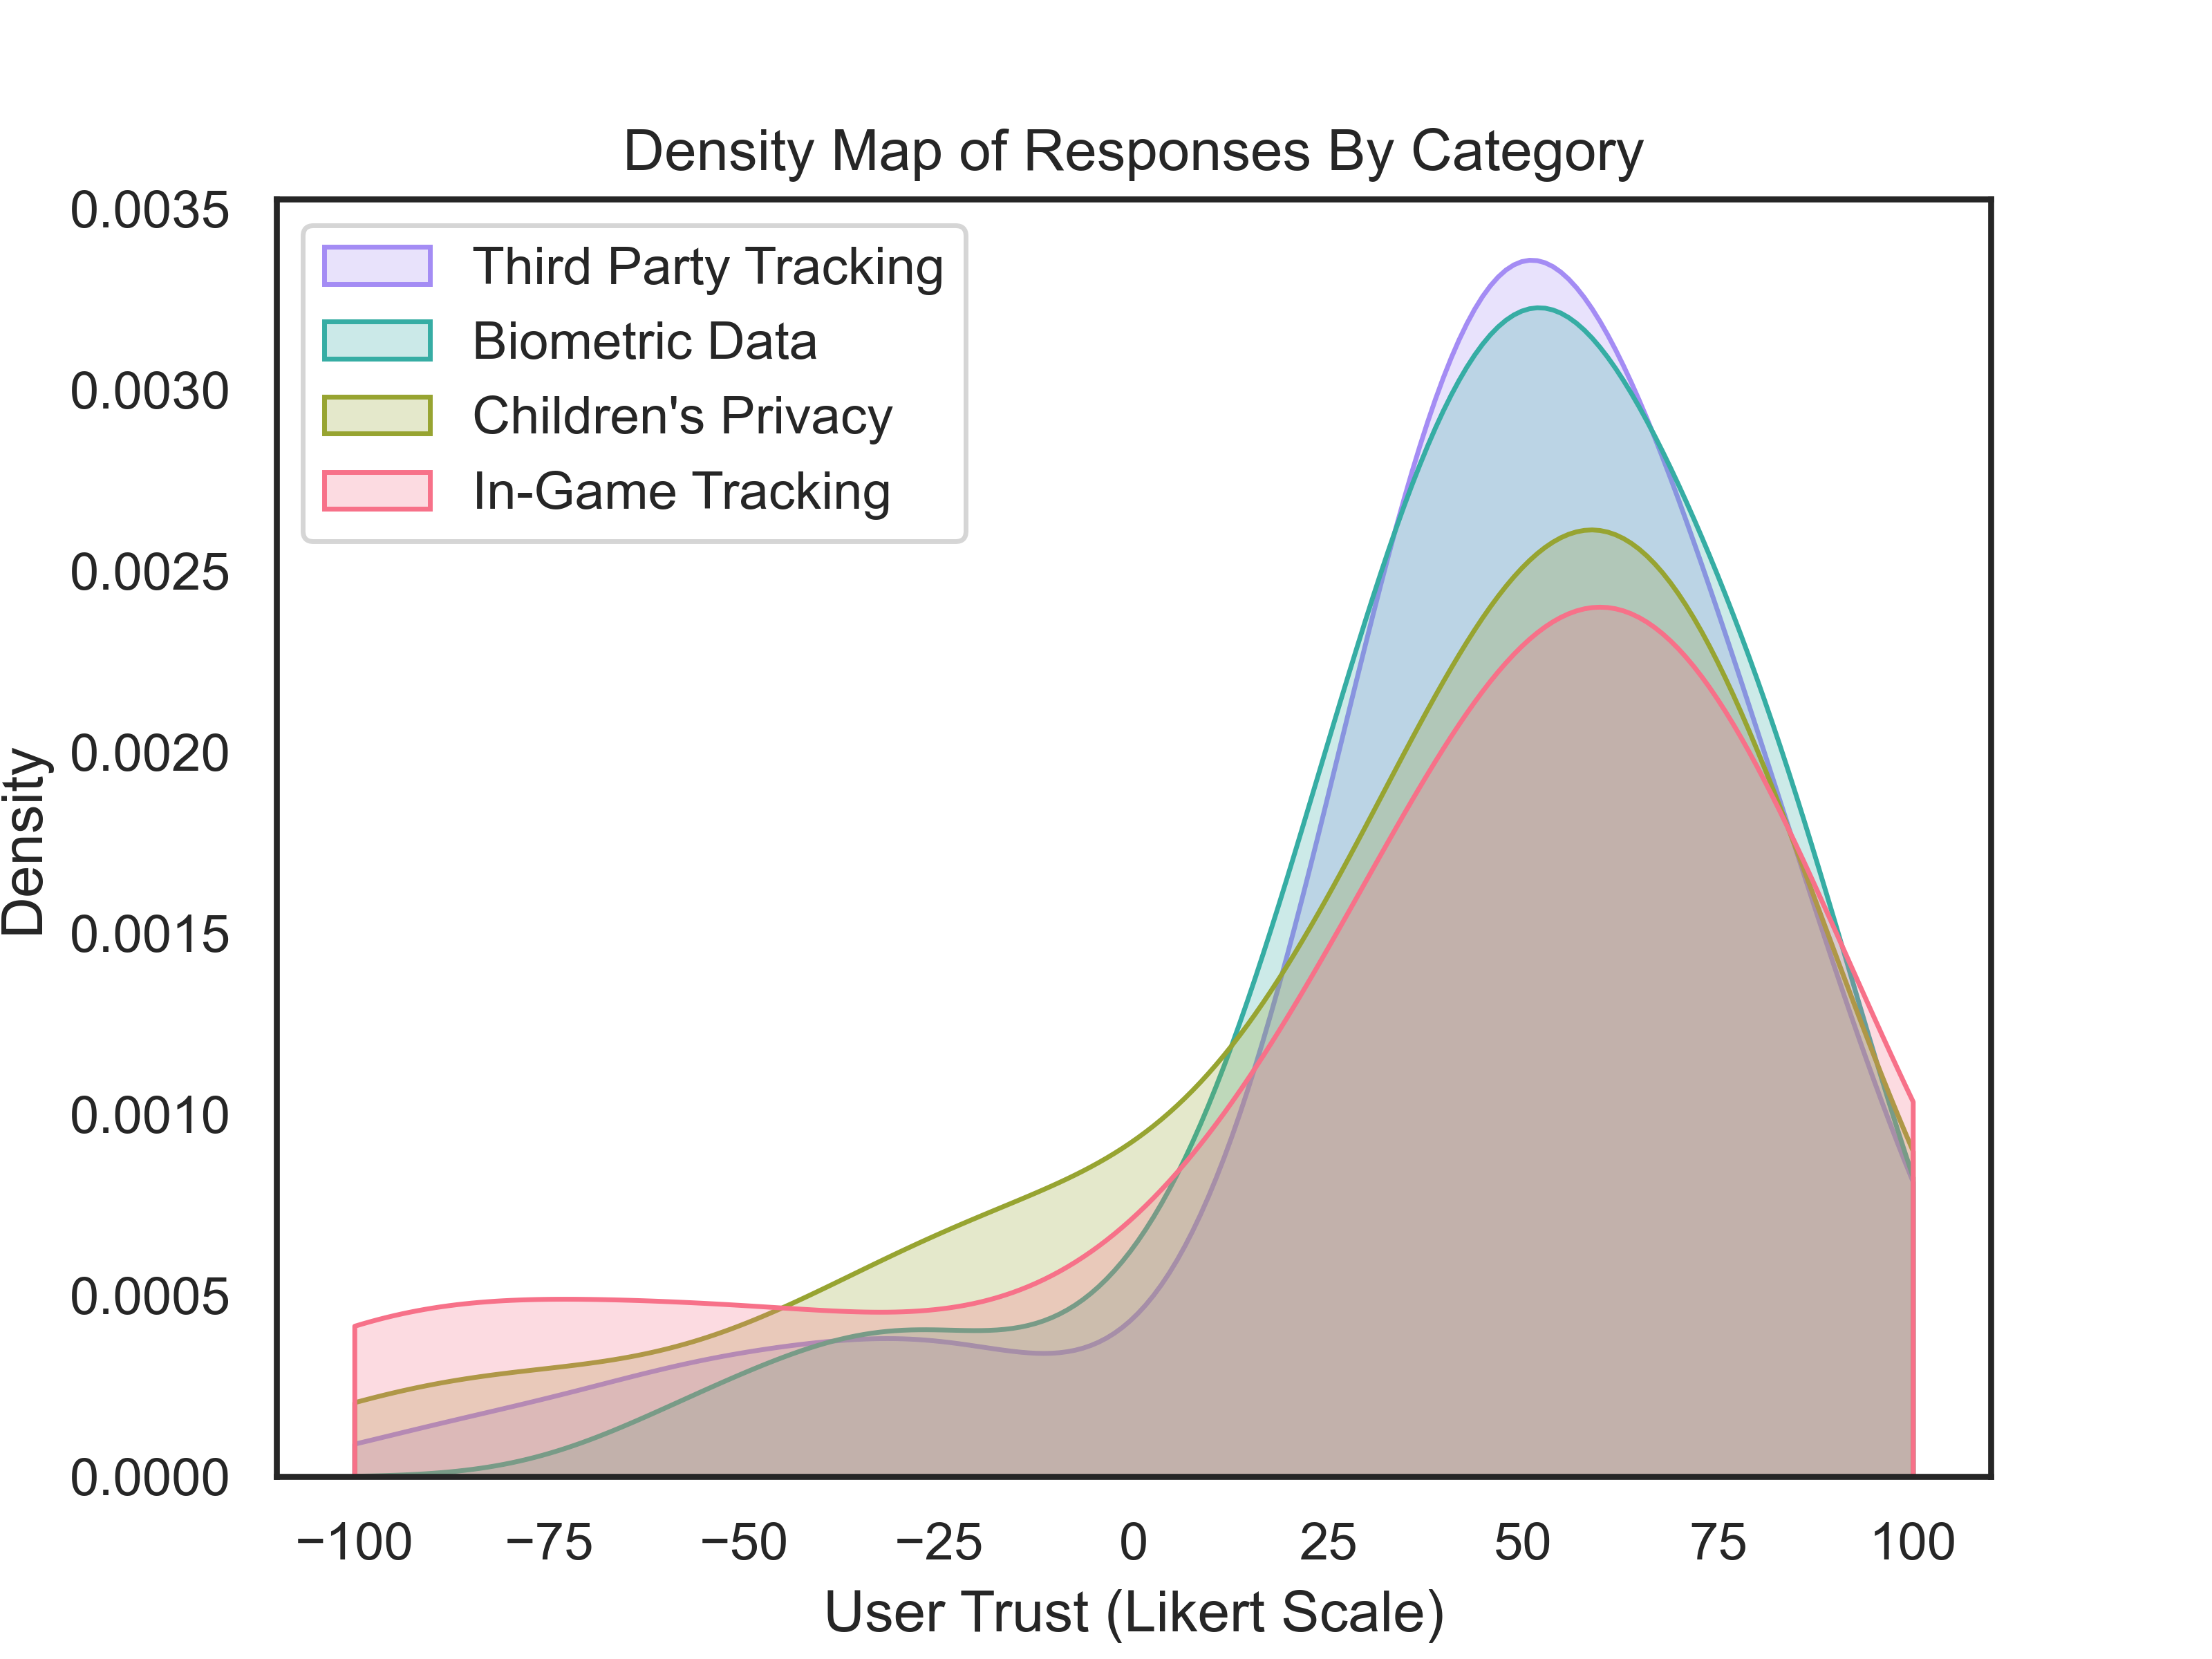 Density Map of Responses By Category
0.0035
0.0030
0.0025
0.0020
0.0015
0.0010
0.0005
0.0000
Density
Third Party Tracking
Biometric Data
Children's Privacy
In-Game Tracking
−100 −75 −50 −25 0 25 50 75 100
User Trust (Likert Scale)